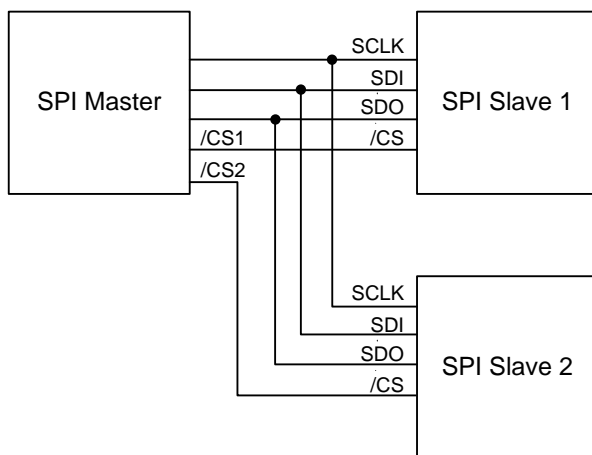 SCLK
SDI
SPI Master
SPI Slave 1
SDO
/CS1
/CS
/CS2
SCLK
SDI
SDO
SPI Slave 2
/CS